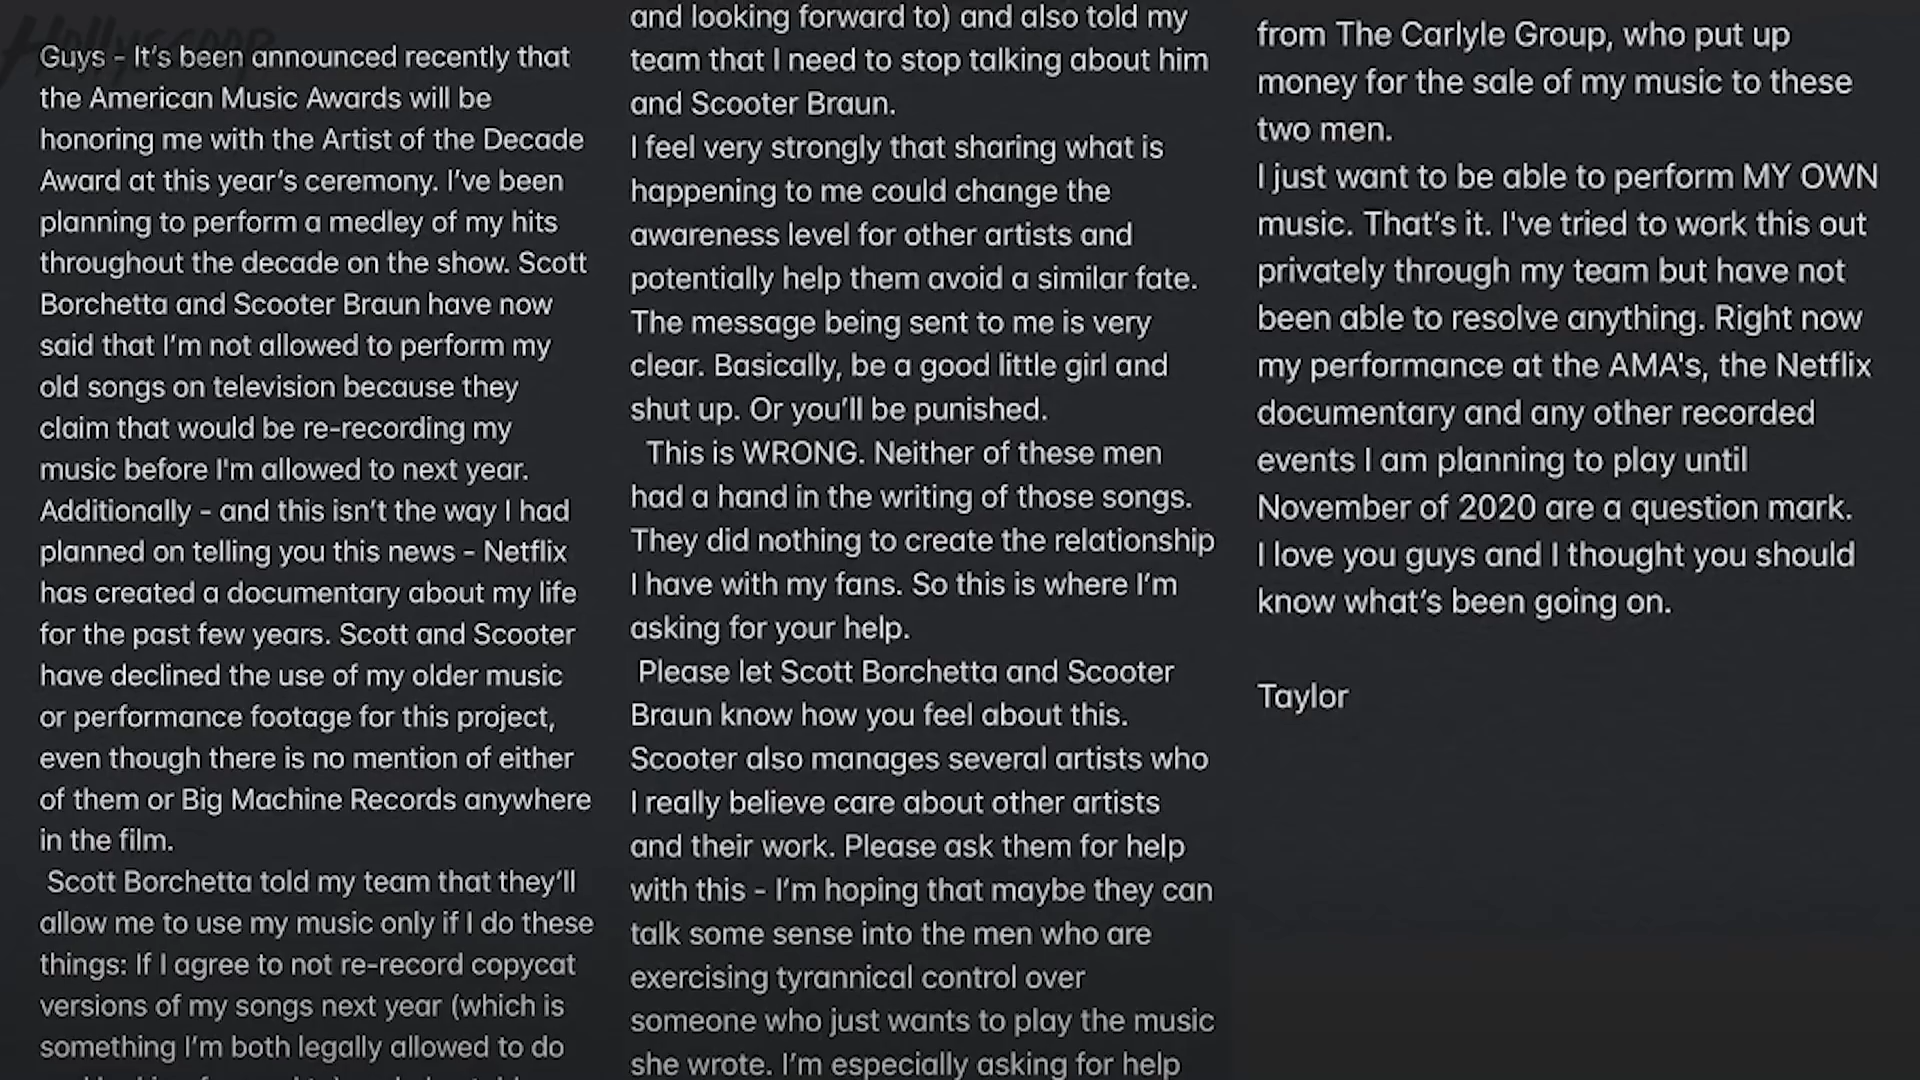 Hollyscoop
Guys - It’s been announced recently that
the American Music Awards will be
honoring me with the Artist of the Decade
Award at this year’s ceremony. I’ve been
planning to perform a medley of my hits
throughout the decade on the show. Scott
Borchetta and Scooter Braun have now
said that I’m not allowed to perform my
old songs on television because they
claim that would be re-recording my
music before I'm allowed to next year.
Additionally - and this isn’t the way I had
planned on telling you this news - Netflix
has created a documentary about my life
for the past few years. Scott and Scooter
have declined the use of my older music
or performance footage for this project,
even though there is no mention of either
of them or Big Machine Records anywhere
in the film.
Scott Borchetta told my team that they’ll
allow me to use my music only if I do these
things: If I agree to not re-record copycat
versions of my songs next year (which is
something I’m both legally allowed to do
and looking forward to) and also told my
team that I need to stop talking about him
and Scooter Braun.
I feel very strongly that sharing what is
happening to me could change the
awareness level for other artists and
potentially help them avoid a similar fate.
The message being sent to me is very
clear. Basically, be a good little girl and
shut up. Or you’ll be punished.
This is WRONG. Neither of these men
had a hand in the writing of those songs.
They did nothing to create the relationship
I have with my fans. So this is where I’m
asking for your help.
Please let Scott Borchetta and Scooter
Braun know how you feel about this.
Scooter also manages several artists who
I really believe care about other artists
and their work. Please ask them for help
with this - I’m hoping that maybe they can
talk some sense into the men who are
exercising tyrannical control over
someone who just wants to play the music
she wrote. I’m especially asking for help
from The Carlyle Group, who put up
money for the sale of my music to these
two men.
I just want to be able to perform MY OWN
music. That’s it. I've tried to work this out
privately through my team but have not
been able to resolve anything. Right now
my performance at the AMA's, the Netflix
documentary and any other recorded
events I am planning to play until
November of 2020 are a question mark.
I love you guys and I thought you should
know what’s been going on.
Taylor